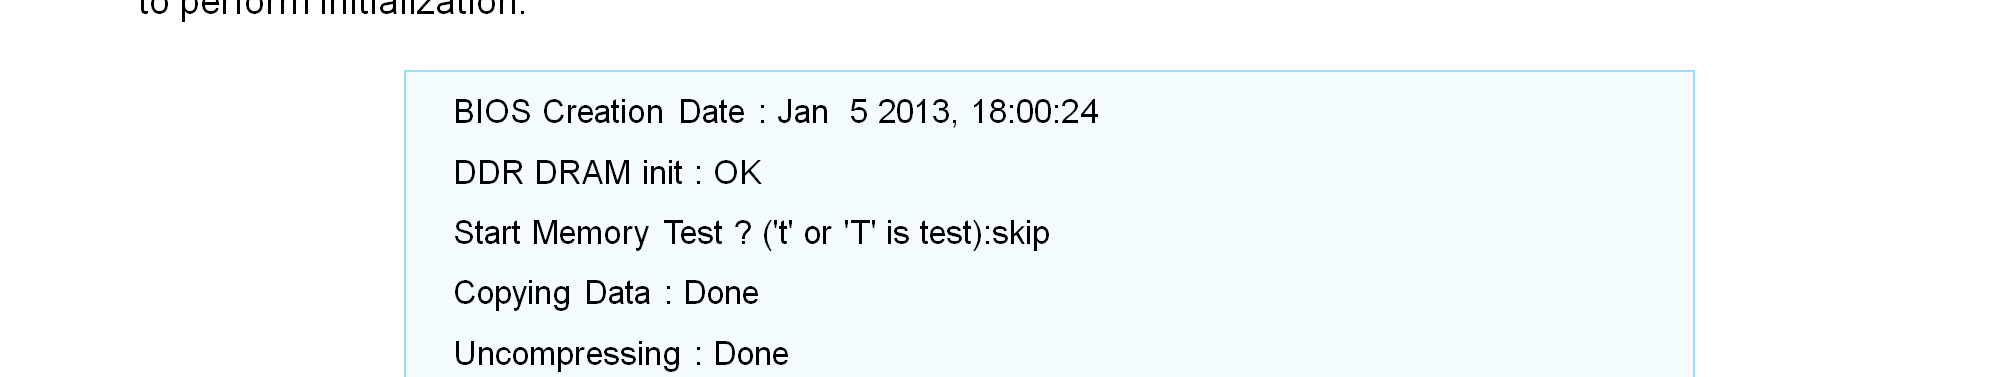 to perform initialization.
BIOS Creation Date : Jan  5 2013, 18:00:24
DDR DRAM init : OK
Start Memory Test ? ('t' or 'T' is test):skip
Copying Data : Done
Uncompressing : Done